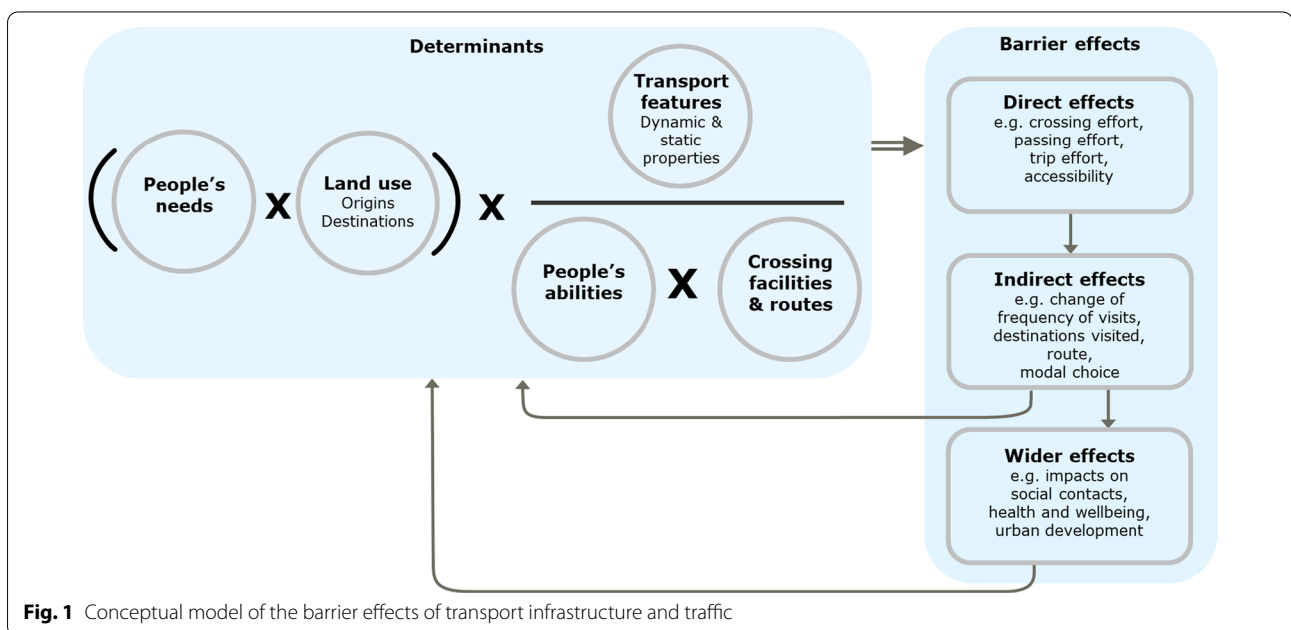 Determinants
(
People's
needs
X
Land use
Origins
Destinations
)
X
Transport
features
Dynamic &
static
properties
People's
abilities
X
Crossing
facilities
& routes
Barrier effects
Direct effects
e.g. crossing effort,
passing effort,
trip effort,
accessibility
Indirect effects
e.g. change of
frequency of visits,
destinations visited,
route,
modal choice
Wider effects
e.g. impacts on
social contacts,
health and wellbeing,
urban development
Fig. 1 Conceptual model of the barrier effects of transport infrastructure and traffic